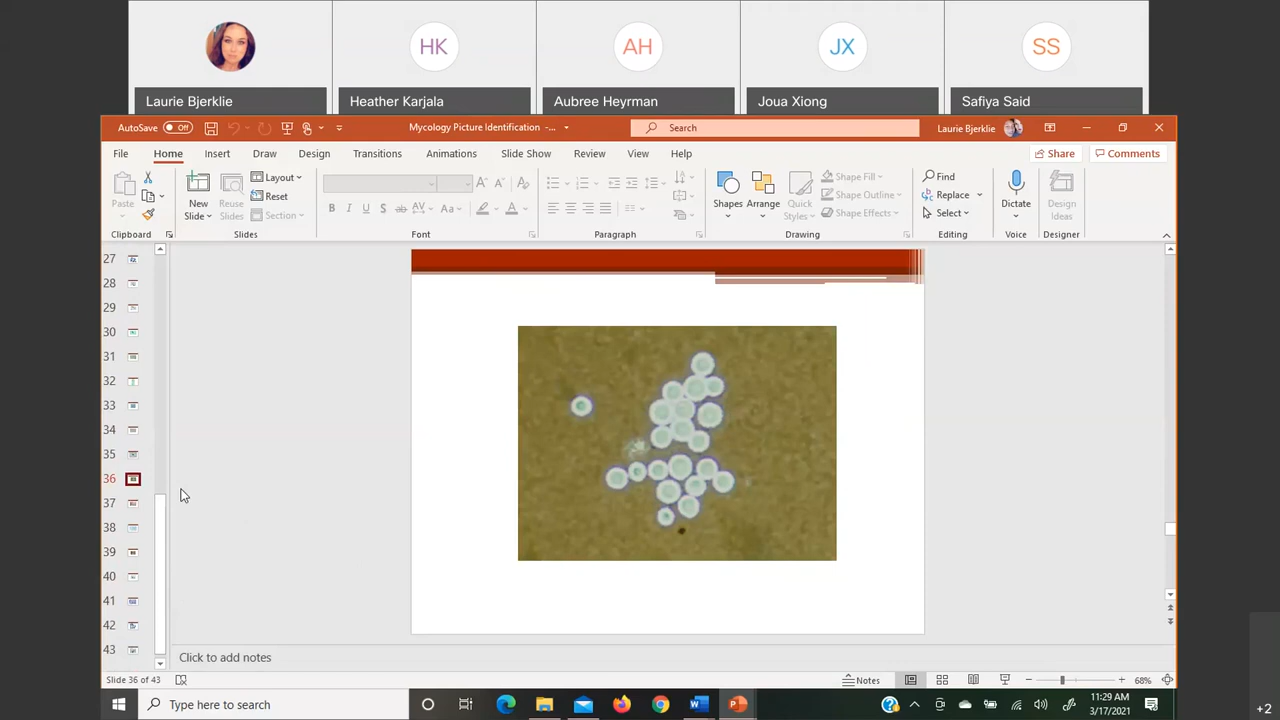 HK
AH
JX
SS
Laurie Bjerklie
Heather Karjala
Aubree Heyrman
Joua Xiong
Safiya Said
AutoSave Off
Mycology Picture Identification -...
Search
Laurie Bjerklie
File Home Insert Draw Design Transitions Animations Slide Show Review View Help
Share
Comments
Paste
New
Slide
Reuse
Slides
Layout
Reset
Section
Shapes
Arrange
Quick
Styles
Shape Fill
Shape Outline
Shape Effects
Find
Replace
Select
Dictate
Design
Ideas
Clipboard
Slides
Font
Paragraph
Drawing
Editing
Voice
Designer
27
28
29
30
31
32
33
34
35
36
37
38
39
40
41
42
43
Click to add notes
Slide 36 of 43
Notes
68%
Type here to search
11:29 AM
3/17/2021
+2